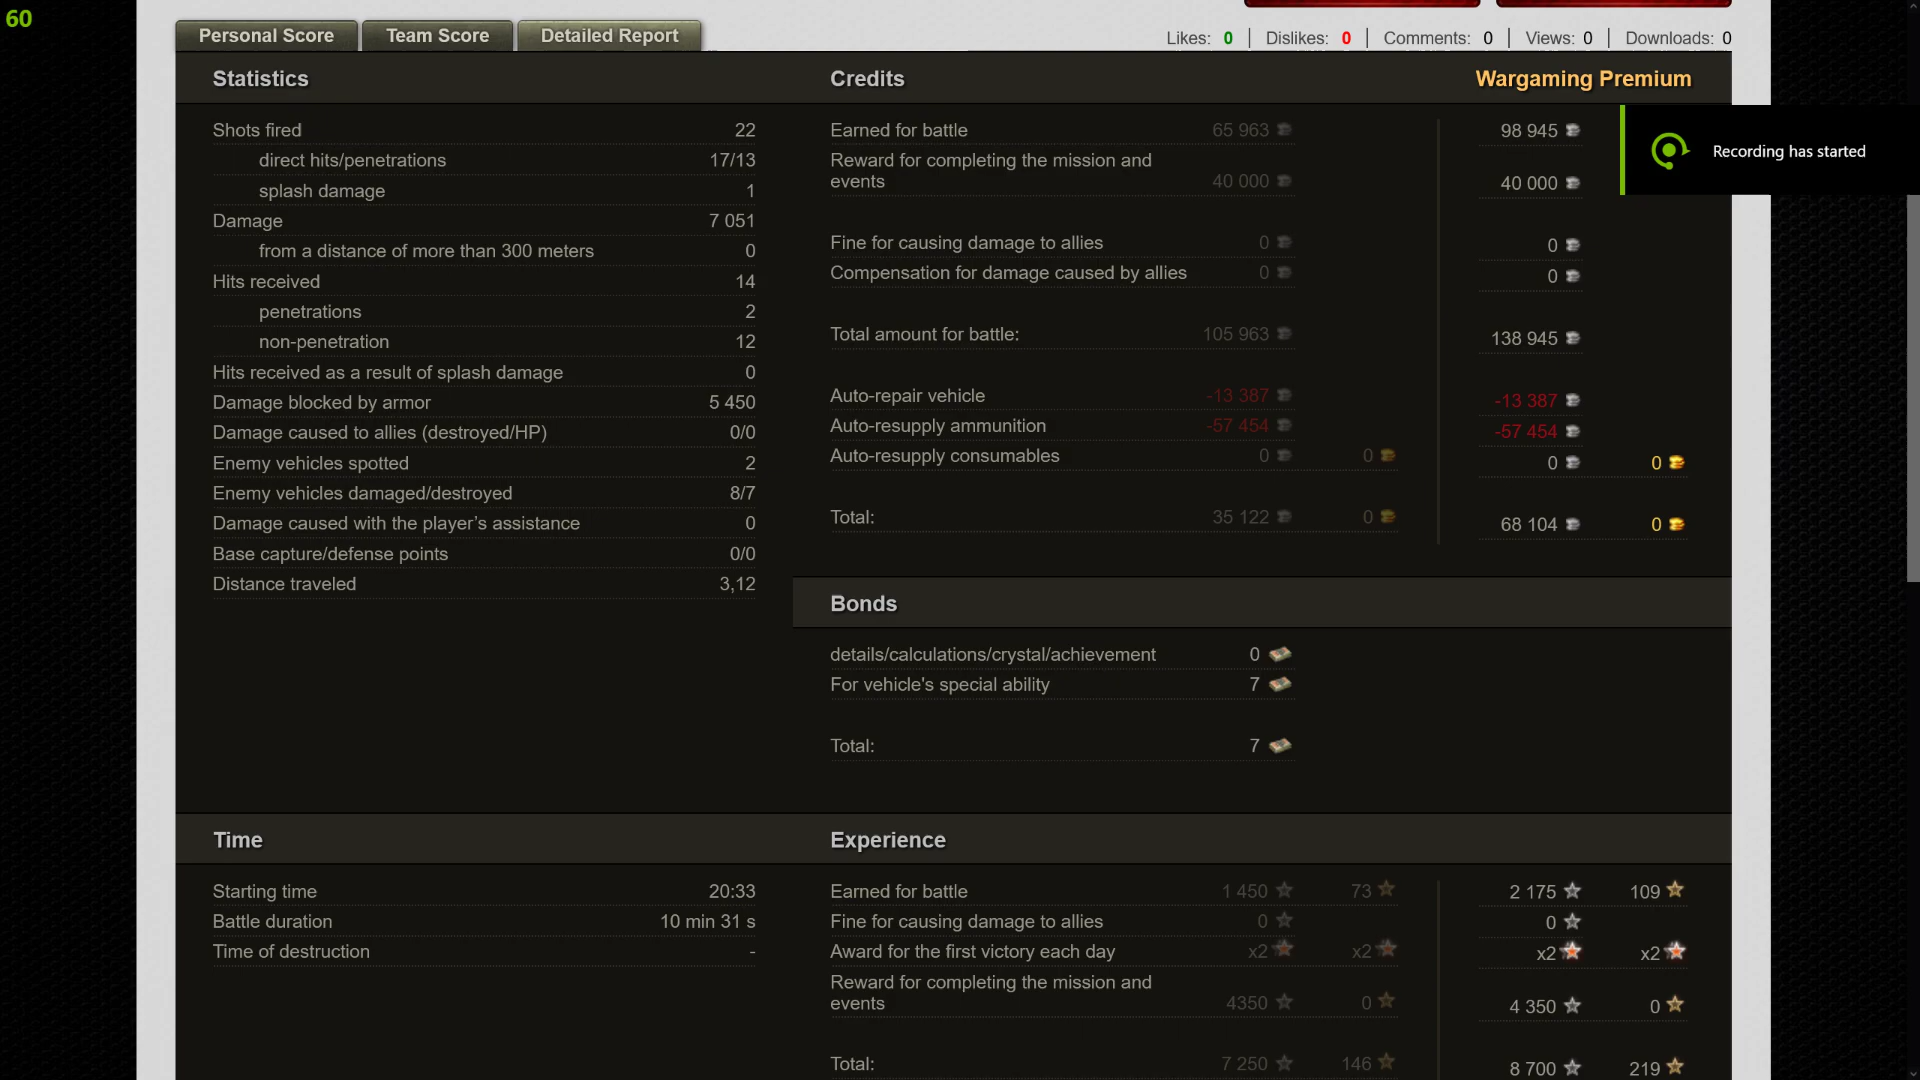 60
Personal Score Team Score Detailed Report
Likes: 0 | Dislikes: 0 | Comments: 0 | Views: 0 | Downloads: 0
Statistics
Shots fired 22
direct hits/penetrations 17/13
splash damage 1
Damage 7 051
from a distance of more than 300 meters 0
Hits received 14
penetrations 2
non-penetration 12
Hits received as a result of splash damage 0
Damage blocked by armor 5 450
Damage caused to allies (destroyed/HP) 0/0
Enemy vehicles spotted 2
Enemy vehicles damaged/destroyed 8/7
Damage caused with the player’s assistance 0
Base capture/defense points 0/0
Distance traveled 3,12
Credits Wargaming Premium
Recording has started
Earned for battle 65 963 98 945
Reward for completing the mission and
events 40 000 40 000
Fine for causing damage to allies 0 0
Compensation for damage caused by allies 0 0
Total amount for battle: 105 963 138 945
Auto-repair vehicle -13 387 -13 387
Auto-resupply ammunition -57 454 -57 454
Auto-resupply consumables 0 0 0 0
Total: 35 122 0 68 104 0
Bonds
details/calculations/crystal/achievement 0
For vehicle's special ability 7
Total: 7
Time
Starting time 20:33
Battle duration 10 min 31 s
Time of destruction -
Experience
Earned for battle 1 450 73 2 175 109
Fine for causing damage to allies 0 0
Award for the first victory each day x2 x2 x2 x2
Reward for completing the mission and
events 4350 0 4 350 0
Total: 7 250 146 8 700 219